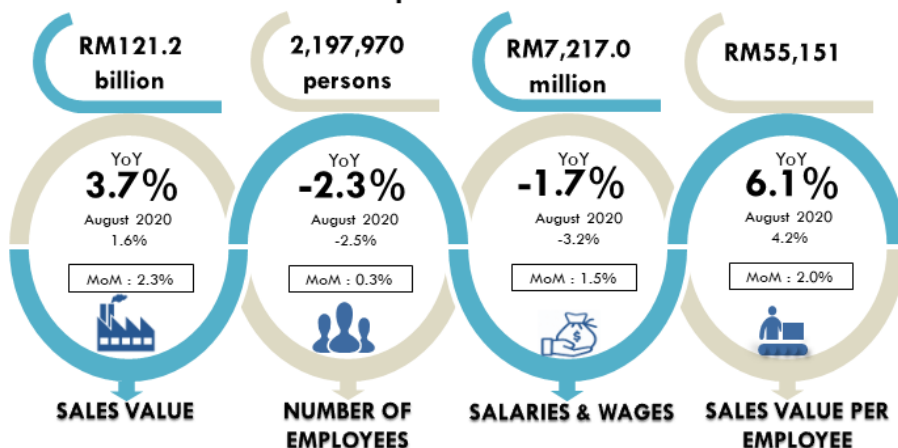 RM121.2
billion
2,197,970
persons
RM7,217.0
million
RM55,151
YoY
3.7%
August 2020
1.6%
MoM : 2.3%
YoY
-2.3%
August 2020
-2.5%
MoM : 0.3%
YoY
-1.7%
August 2020
-3.2%
MoM : 1.5%
YoY
6.1%
August 2020
4.2%
MoM : 2.0%
$
SALES VALUE
NUMBER OF
EMPLOYEES
SALARIES & WAGES
SALES VALUE PER
EMPLOYEE